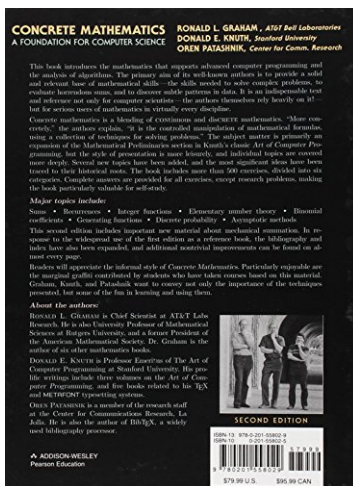 CONCRETE MATHEMATICS
A FOUNDATION FOR COMPUTER SCIENCE
RONALD L. GRAHAM, AT&T Bell Laboratories
DONALD E. KNUTH, Stanford University
OREN PATASHNIK, Center for Comm. Research
This book introduces the mathematics that supports advanced computer programming and
the analysis of algorithms. The primary aim of its well-known authors is to provide a solid
and relevant base of mathematical skills—the skills needed to solve complex problems, to
evaluate horrendous sums, and to discover subtle patterns in data. It is an indispensable text
and reference not only for computer scientists—the authors themselves rely heavily on it!—
but for serious users of mathematics in virtually every discipline.
Concrete mathematics is a blending of CONTINUOUS and DISCRETE mathematics. "More con-
cretely," the authors explain, "it is the controlled manipulation of mathematical formulas,
using a collection of techniques for solving problems." The subject matter is primarily an
expansion of the Mathematical Preliminaries section in Knuth's classic Art of Computer Pro-
gramming, but the style of presentation is more leisurely, and individual topics are covered
more deeply. Several new topics have been added, and the most significant ideas have been
traced to their historical roots. The book includes more than 500 exercises, divided into six
categories. Complete answers are provided for all exercises, except research problems, making
the book particularly valuable for self-study.
Major topics include:
Sums • Recurrences • Integer functions • Elementary number theory • Binomial
coefficients • Generating functions • Discrete probability • Asymptotic methods
This second edition includes important new material about mechanical summation. In re-
sponse to the widespread use of the first edition as a reference book, the bibliography and
index have also been expanded, and additional nontrivial improvements can be found on al-
most every page.
Readers will appreciate the informal style of Concrete Mathematics. Particularly enjoyable are
the marginal graffiti contributed by students who have taken courses based on this material.
Graham, Knuth, and Patashnik want to convey not only the importance of the techniques
presented, but some of the fun in learning and using them.
About the authors:
RONALD L. GRAHAM is Chief Scientist at AT&T Labs
Research. He is also University Professor of Mathematical
Sciences at Rutgers University, and a former President of
the American Mathematical Society. Dr. Graham is the
author of six other mathematics books.
DONALD E. KNUTH is Professor Emeritus of The Art of
Computer Programming at Stanford University. His pro-
lific writings include three volumes on the Art of Com-
puter Programming, and five books related to his TEX
and METAFONT typesetting systems.
OREN PATASHNIK is a member of the research staff
at the Center for Communications Research, La
Jolla. He is also the author of BibTEX, a widely
used bibliography processor.
SECOND EDITION
ADDISON-WESLEY
Pearson Education
ISBN-13 978-0-201-55802-9
ISBN-10 0-201-55802-5
57999
9 780201 558029
$79.99 U.S. $95.99 CAN